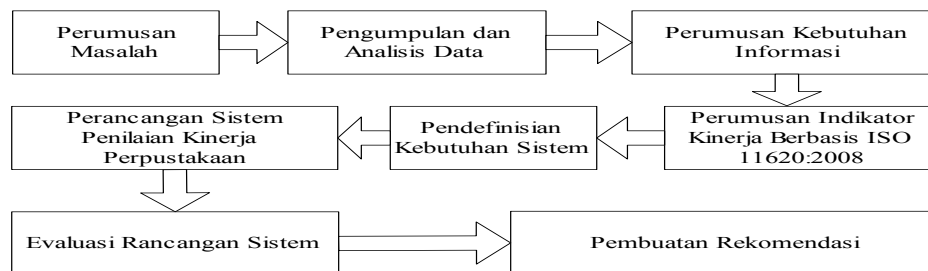 Perumusan
Masalah
Pengumpulan dan
Analisis Data
Perumusan Kebutuhan
Informasi
Perumusan Indikator
Kinerja Berbasis ISO
11620:2008
Pendefinisian
Kebutuhan Sistem
Perancangan Sistem
Penilaian Kinerja
Perpustakaan
Evaluasi Rancangan Sistem
Pembuatan Rekomendasi